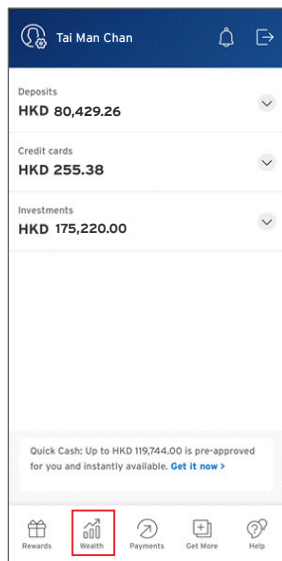 Tai Man Chan
Deposits
HKD 80,429.26
Credit cards
HKD 255.38
Investments
HKD 175,220.00
Quick Cash: Up to HKD 119,744.00 is pre-approved
for you and instantly available. Get it now >
Rewards Wealth Payments Get More Help